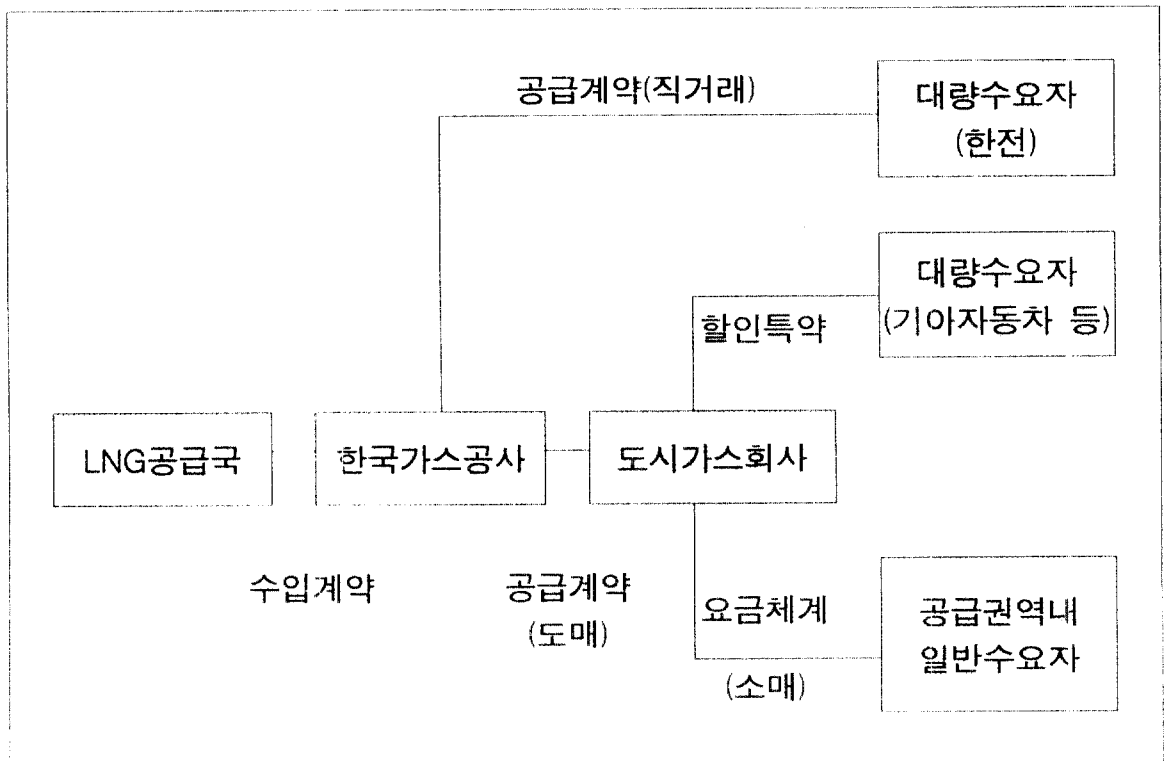 공급계약(직거래)
대량수요자
(한전)
대량수요자
(기아자동차 등)
할인특약
LNG공급국
한국가스공사
도시가스회사
수입계약
공급계약
(도매)
요금체계
(소매)
공급권역내
일반수요자